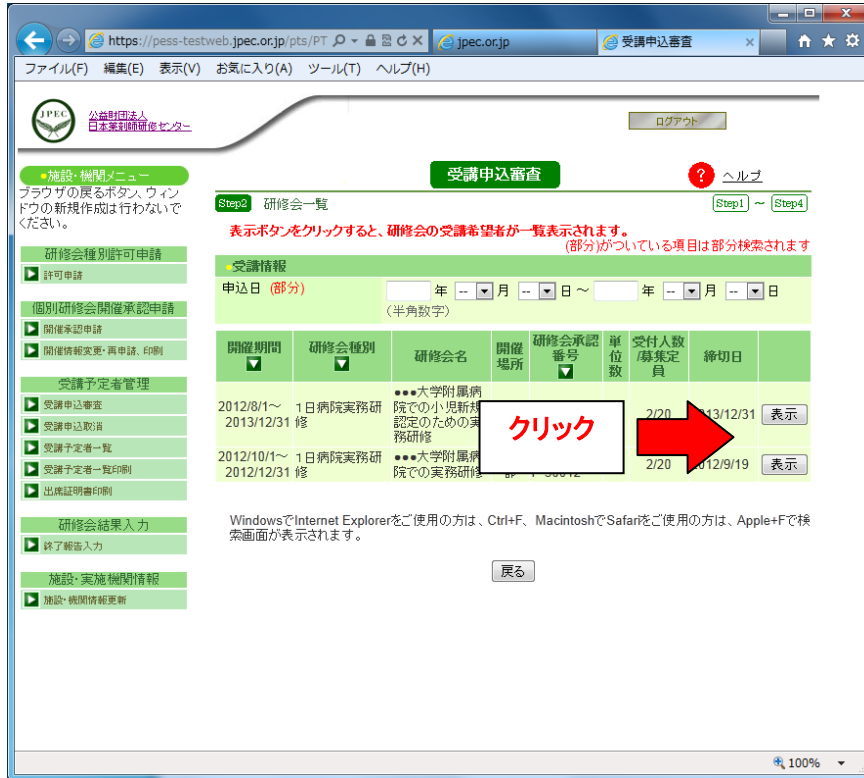 https://pess-testweb.jpec.or.jp/pts/PT
jpec.or.jp
受講申込審査
ファイル(F) 編集(E) 表示(V) お気に入り(A) ツール(T) ヘルプ(H)
JPEC
公益財団法人
日本薬剤師研修センター
ログアウト
•施設・機関メニュー
ブラウザの戻るボタン、ウィン
ドウの新規作成は行わないで
ください。
研修会種別許可申請
許可申請
個別研修会開催承認申請
開催承認申請
開催情報変更・再申請、印刷
受講予定者管理
受講申込審査
受講申込取消
受講予定者一覧
受講予定者一覧印刷
出席証明書印刷
研修会結果入力
終了報告入力
施設・実施機関情報
施設・機関情報更新
受講申込審査
? ヘルプ
Step2 研修会一覧
Step1 ～ Step4
表示ボタンをクリックすると、研修会の受講希望者が一覧表示されます。
(部分)がついている項目は部分検索されます
•受講情報
申込日 (部分) 年 -- 月 -- 日 ～ 年 -- 月 -- 日
(半角数字)
開催期間 研修会種別 研修会名 開催場所 研修会承認番号 単位数 受付人数/募集定員 締切日
2012/8/1～
2013/12/31
1日病院実務研
修
●●●大学附属病
院での小児新規
認定のための実
務研修
2/20
013/12/31
表示
2012/10/1～
2012/12/31
1日病院実務研
修
●●●大学附属病
院での実務研修
2/20
2012/9/19
表示
クリック
WindowsでInternet Explorerをご使用の方は、Ctrl+F、MacintoshでSafariをご使用の方は、Apple+Fで検
索画面が表示されます。
戻る
100%